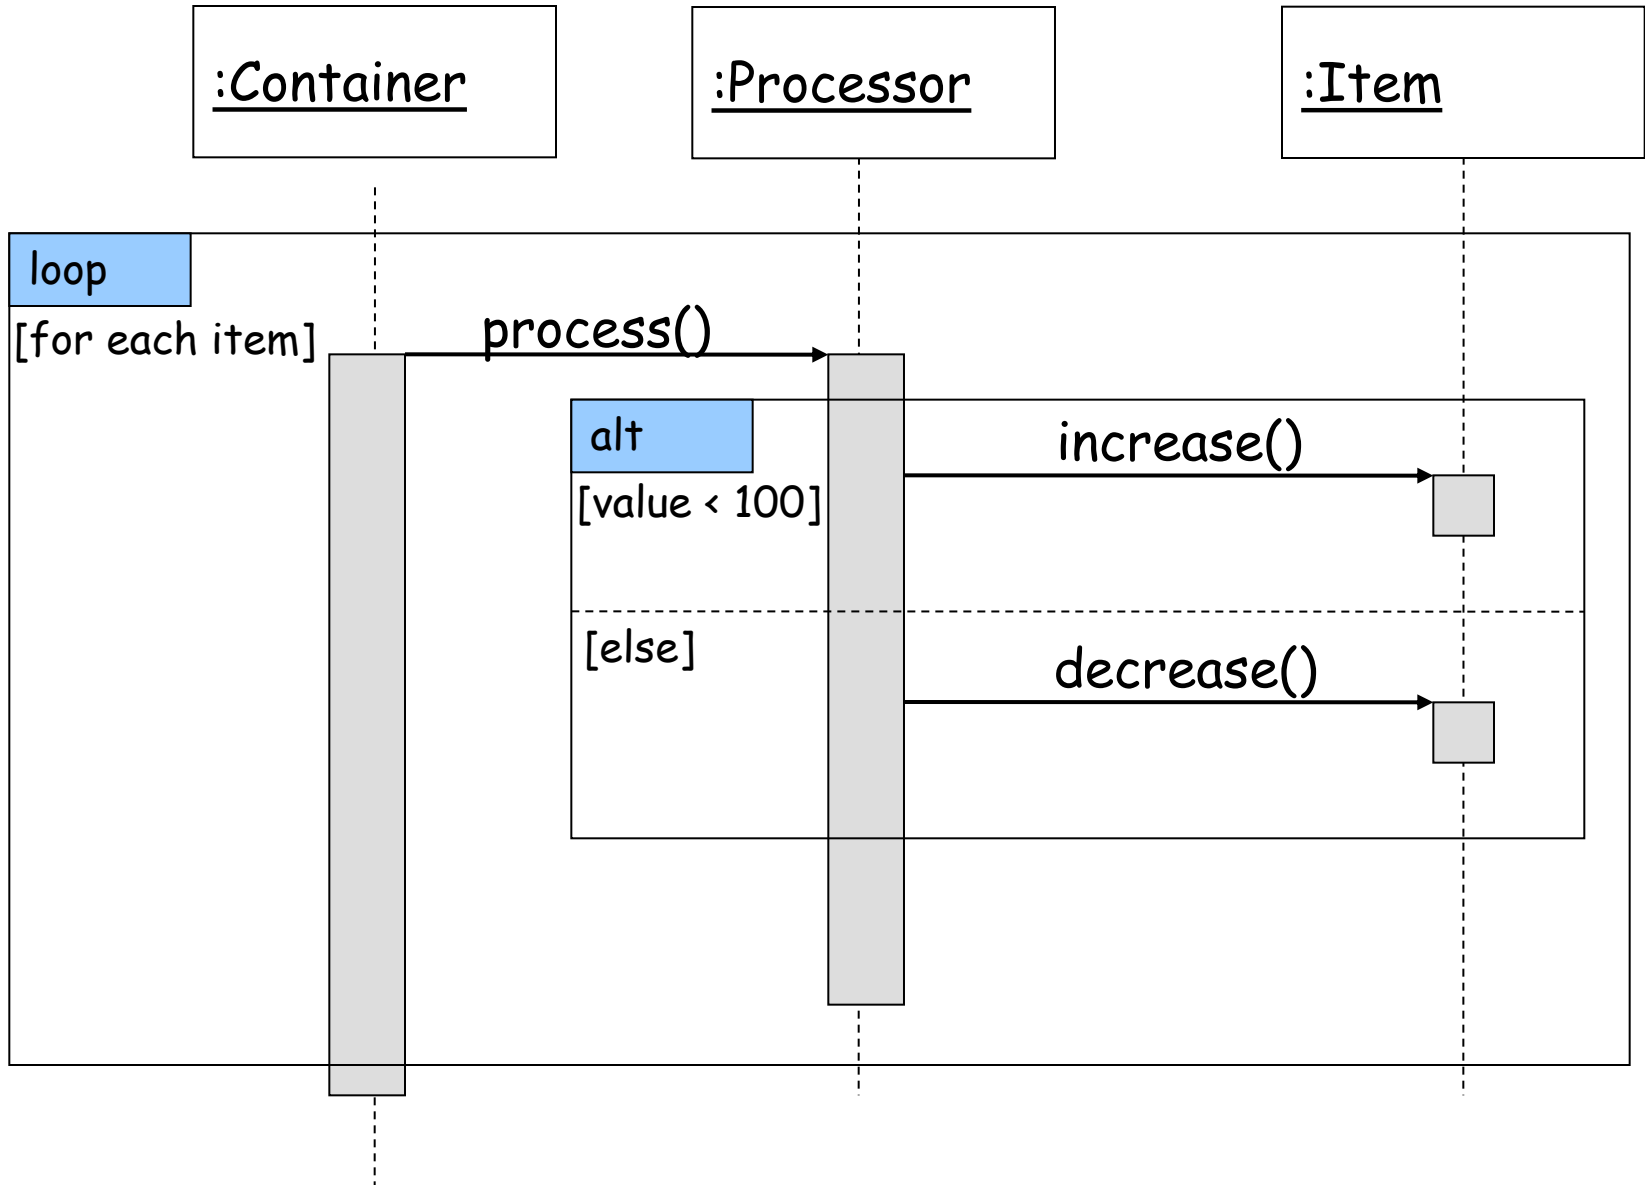 :Container
:Processor
:Item
loop
[for each item]
process()
alt
increase()
[value < 100]
[else]
decrease()